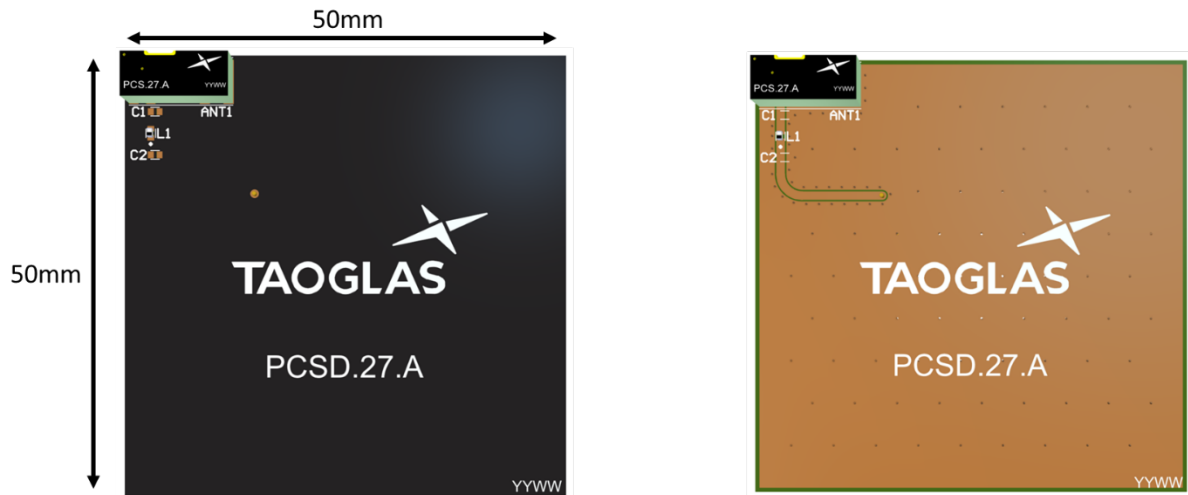 50mm
50mm
PCS.27.A
YYWW
C1
ANT1
L1
C2
TAOGLAS
PCSD.27.A
YYWW
PCS.27.A
YYWW
C1
ANT1
L1
C2
TAOGLAS
PCSD.27.A
YYWW